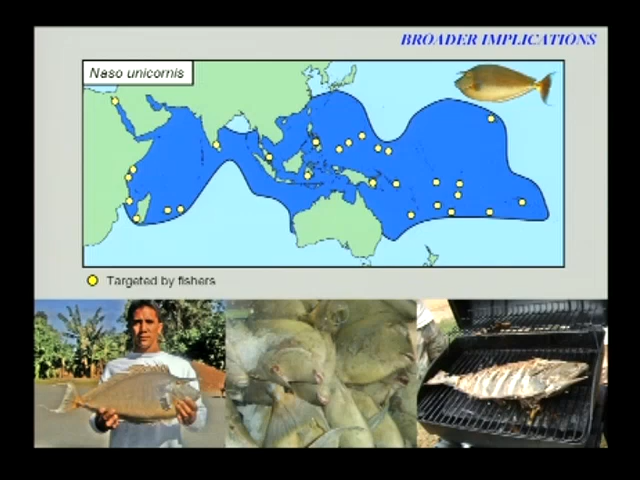 BROADER IMPLICATIONS
Naso unicornis
Targeted by fishers